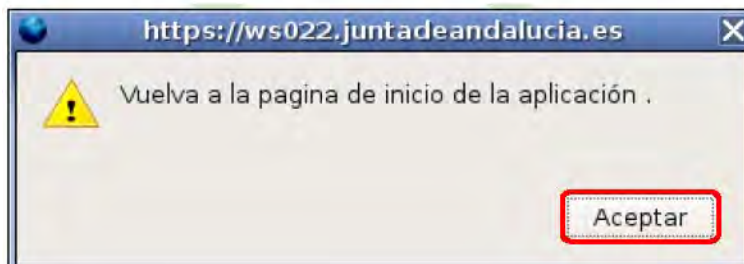 https://ws022.juntadeandalucia.es
Vuelva a la pagina de inicio de la aplicación .
Aceptar